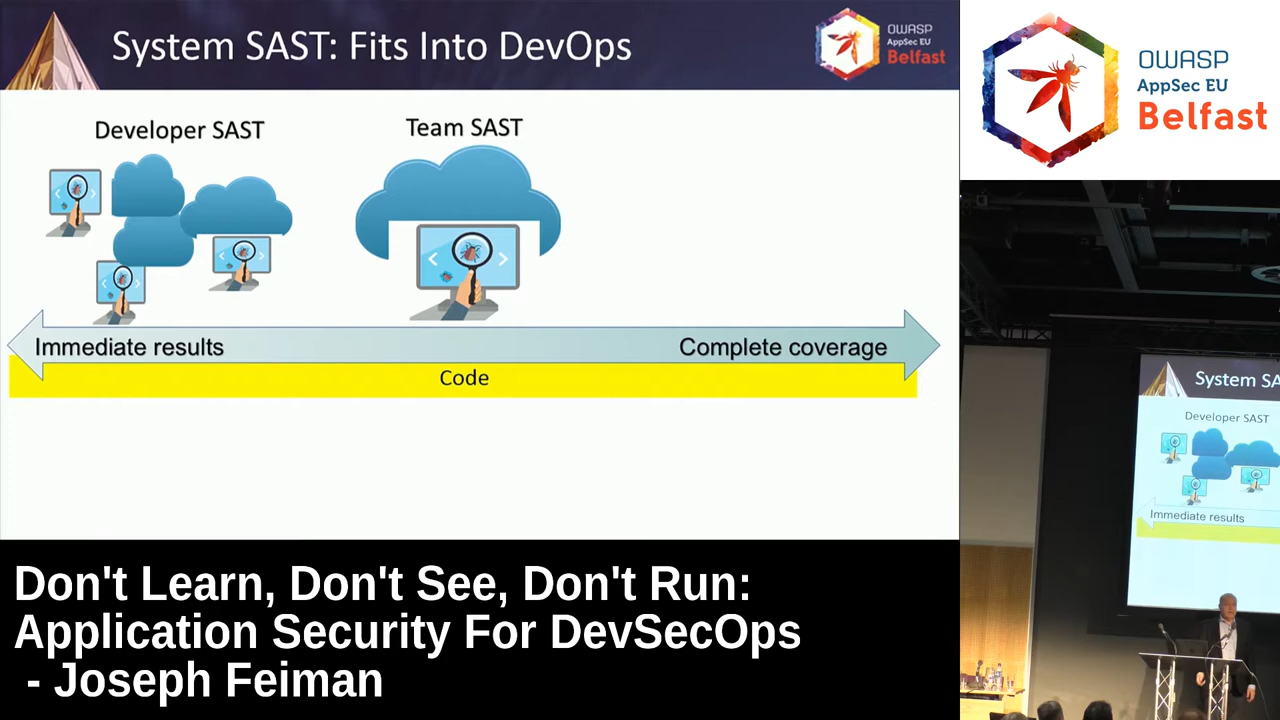 System SAST: Fits Into DevOps
OWASP
AppSec EU
Belfast
Developer SAST
Team SAST
Immediate results
Complete coverage
Code
OWASP
AppSec EU
Belfast
System SA
Developer SAST
Immediate results
Don't Learn, Don't See, Don't Run:
Application Security For DevSecOps
- Joseph Feiman